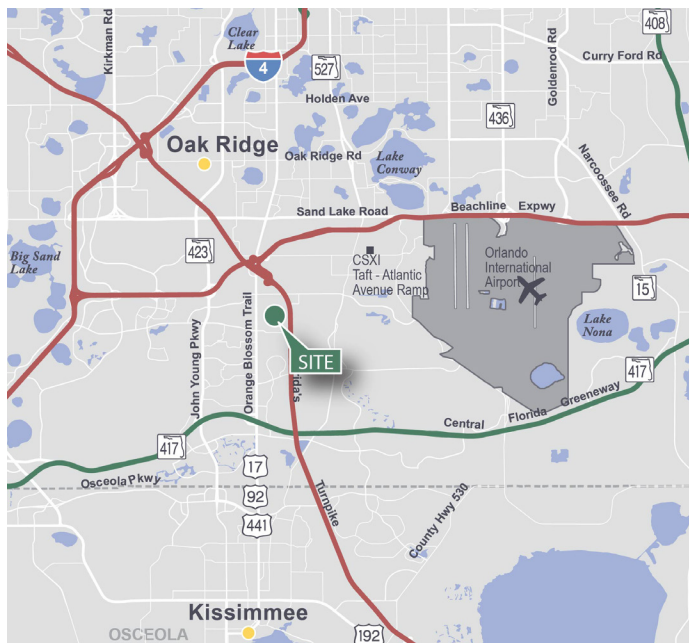 Kirkman Rd
Clear
Lake
4
527
408
Goldenrod Rd
Curry Ford Rd
Holden Ave
436
Oak Ridge
Oak Ridge Rd
Lake
Conway
Narcoossee Rd
Sand Lake Road
Beachline Expwy
423
Big Sand
Lake
CSXI
Taft - Atlantic
Avenue Ramp
Orlando
International
Airport
15
Lake
Nona
John Young Pkwy
Orange Blossom Trail
SITE
ida's
417
Central Florida Greeneway
417
Osceola Pkwy
17
92
441
Turnpike
County Hwy 530
Kissimmee
OSCEOLA
192